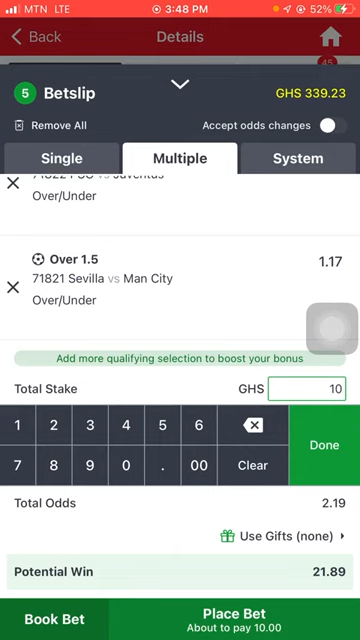 MTN LTE 3:48 PM 52%
Back Details
45
5 Betslip GHS 339.23
Remove All Accept odds changes
Single Multiple System
vs Juventus
Over/Under
Over 1.5 1.17
71821 Sevilla vs Man City
Over/Under
Add more qualifying selection to boost your bonus
Total Stake GHS 10
1 2 3 4 5 6
Done
7 8 9 0 . 00 Clear
Total Odds 2.19
Use Gifts (none)
Potential Win 21.89
Book Bet Place Bet
About to pay 10.00